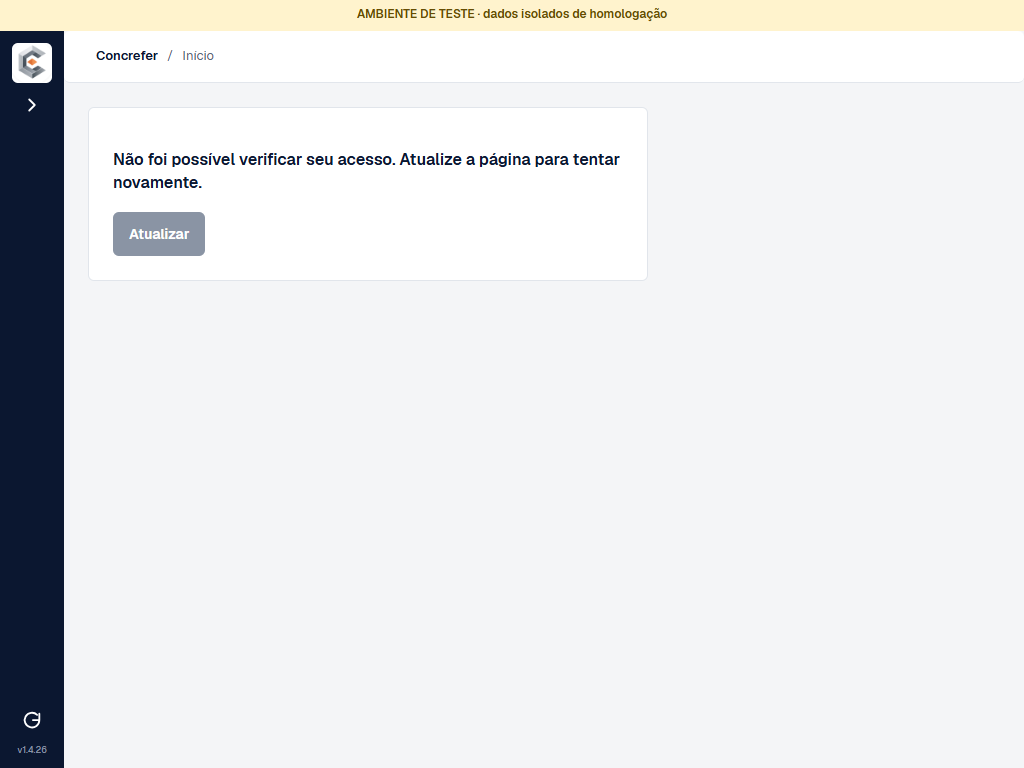 AMBIENTE DE TESTE · dados isolados de homologação
Concrefer / Início
Não foi possível verificar seu acesso. Atualize a página para tentar
novamente.
Atualizar
v1.4.26